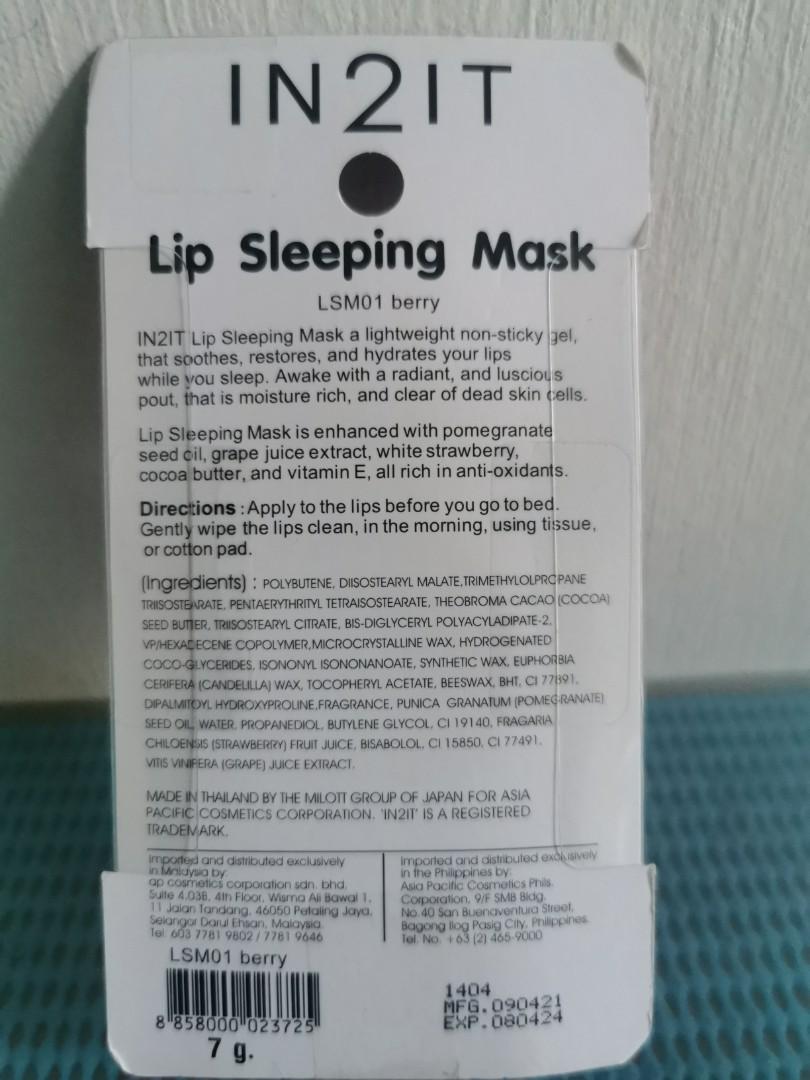 IN2IT
Lip Sleeping Mask
LSM01 berry
IN2IT Lip Sleeping Mask a lightweight non-sticky gel,
that soothes, restores, and hydrates your lips
while you sleep. Awake with a radiant, and luscious
pout, that is moisture rich, and clear of dead skin cells.
Lip Sleeping Mask is enhanced with pomegranate
seed oil, grape juice extract, white strawberry,
cocoa butter, and vitamin E, all rich in anti-oxidants.
Directions : Apply to the lips before you go to bed.
Gently wipe the lips clean, in the morning, using tissue,
or cotton pad.
(Ingredients) : POLYBUTENE, DIISOSTEARYL MALATE,TRIMETHYLOLPROPANE
TRIISOSTEARATE, PENTAERYTHRITYL TETRAISOSTEARATE, THEOBROMA CACAO (COCOA)
SEED BUTTER, TRIISOSTEARYL CITRATE, BIS-DIGLYCERYL POLYACYLADIPATE-2,
VP/HEXADECENE COPOLYMER,MICROCRYSTALLINE WAX, HYDROGENATED
COCO-GLYCERIDES, ISONONYL ISONONANOATE, SYNTHETIC WAX, EUPHORBIA
CERIFERA (CANDELILLA) WAX, TOCOPHERYL ACETATE, BEESWAX, BHT, CI 77891,
DIPALMITOYL HYDROXYPROLINE,FRAGRANCE, PUNICA GRANATUM (POMEGRANATE)
SEED OIL, WATER, PROPANEDIOL, BUTYLENE GLYCOL, CI 19140, FRAGARIA
CHILOENSIS (STRAWBERRY) FRUIT JUICE, BISABOLOL, CI 15850, CI 77491,
VITIS VINIFERA (GRAPE) JUICE EXTRACT.
MADE IN THAILAND BY THE MILOTT GROUP OF JAPAN FOR ASIA
PACIFIC COSMETICS CORPORATION. 'IN2IT' IS A REGISTERED
TRADEMARK.
Imported and distributed exclusively
in Malaysia by:
ap cosmetics corporation sdn. bhd.
Suite 4.03B, 4th Floor, Wisma Ali Bawal 1,
11 Jalan Tandang, 46050 Petaling Jaya,
Selangor Darul Ehsan, Malaysia.
Tel: 603 7781 9802 / 7781 9646
Imported and distributed exclusively
in the Philippines by:
Asia Pacific Cosmetics Phils.
Corporation, 9/F SMB Bldg.
No.40 San Buenaventura Street,
Bagong Ilog Pasig City, Philippines.
Tel. No. +63 (2) 465-9000
LSM01 berry
8 858000 023725
7 g.
1404
MFG.090421
EXP.080424